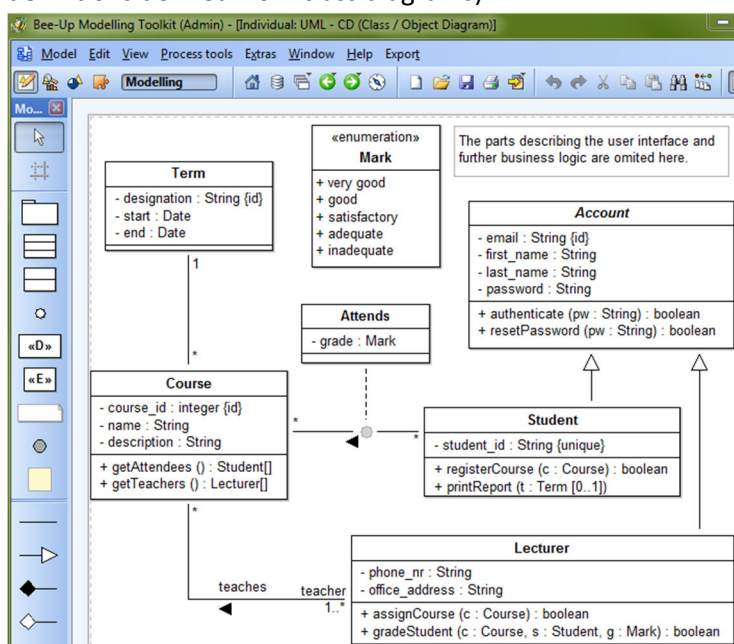 Bee-Up Modelling Toolkit (Admin) - [Individual: UML - CD (Class / Object Diagram)]
Model Edit View Process tools Extras Window Help Export
Modelling
Mo...
«D»
«E»
Term
- designation : String {id}
- start : Date
- end : Date
«enumeration»
Mark
+ very good
+ good
+ satisfactory
+ adequate
+ inadequate
The parts describing the user interface and
further business logic are omited here.
Account
- email : String {id}
- first_name : String
- last_name : String
- password : String
+ authenticate (pw : String) : boolean
+ resetPassword (pw : String) : boolean
1
*
Attends
- grade : Mark
Course
- course_id : integer {id}
- name : String
- description : String
+ getAttendees () : Student[]
+ getTeachers () : Lecturer[]
*
*
Student
- student_id : String {unique}
+ registerCourse (c : Course) : boolean
+ printReport (t : Term [0..1])
*
teaches
teacher
1..*
Lecturer
- phone_nr : String
- office_address : String
+ assignCourse (c : Course) : boolean
+ gradeStudent (c : Course, s : Student, g : Mark) : boolean